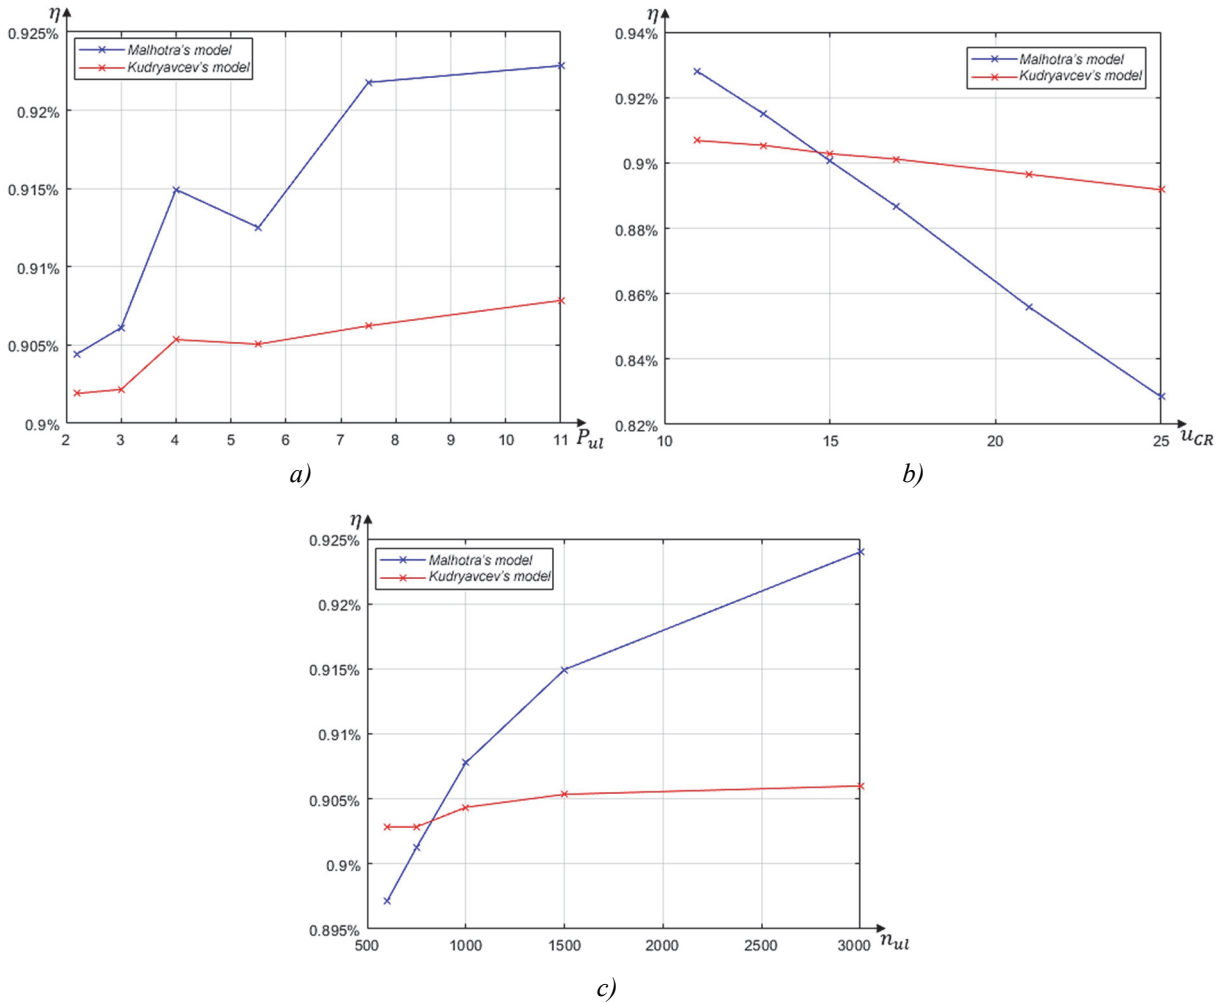 η
0.925%
Malhotra's model
Kudryavcev's model
0.92%
0.915%
0.91%
0.905%
0.9%
2 3 4 5 6 7 8 9 10 11 P_ul
a)
η
0.94%
Malhotra's model
Kudryavcev's model
0.92%
0.9%
0.88%
0.86%
0.84%
0.82%
10 15 20 25 u_CR
b)
η
0.925%
Malhotra's model
Kudryavcev's model
0.92%
0.915%
0.91%
0.905%
0.9%
0.895%
500 1000 1500 2000 2500 3000 n_ul
c)